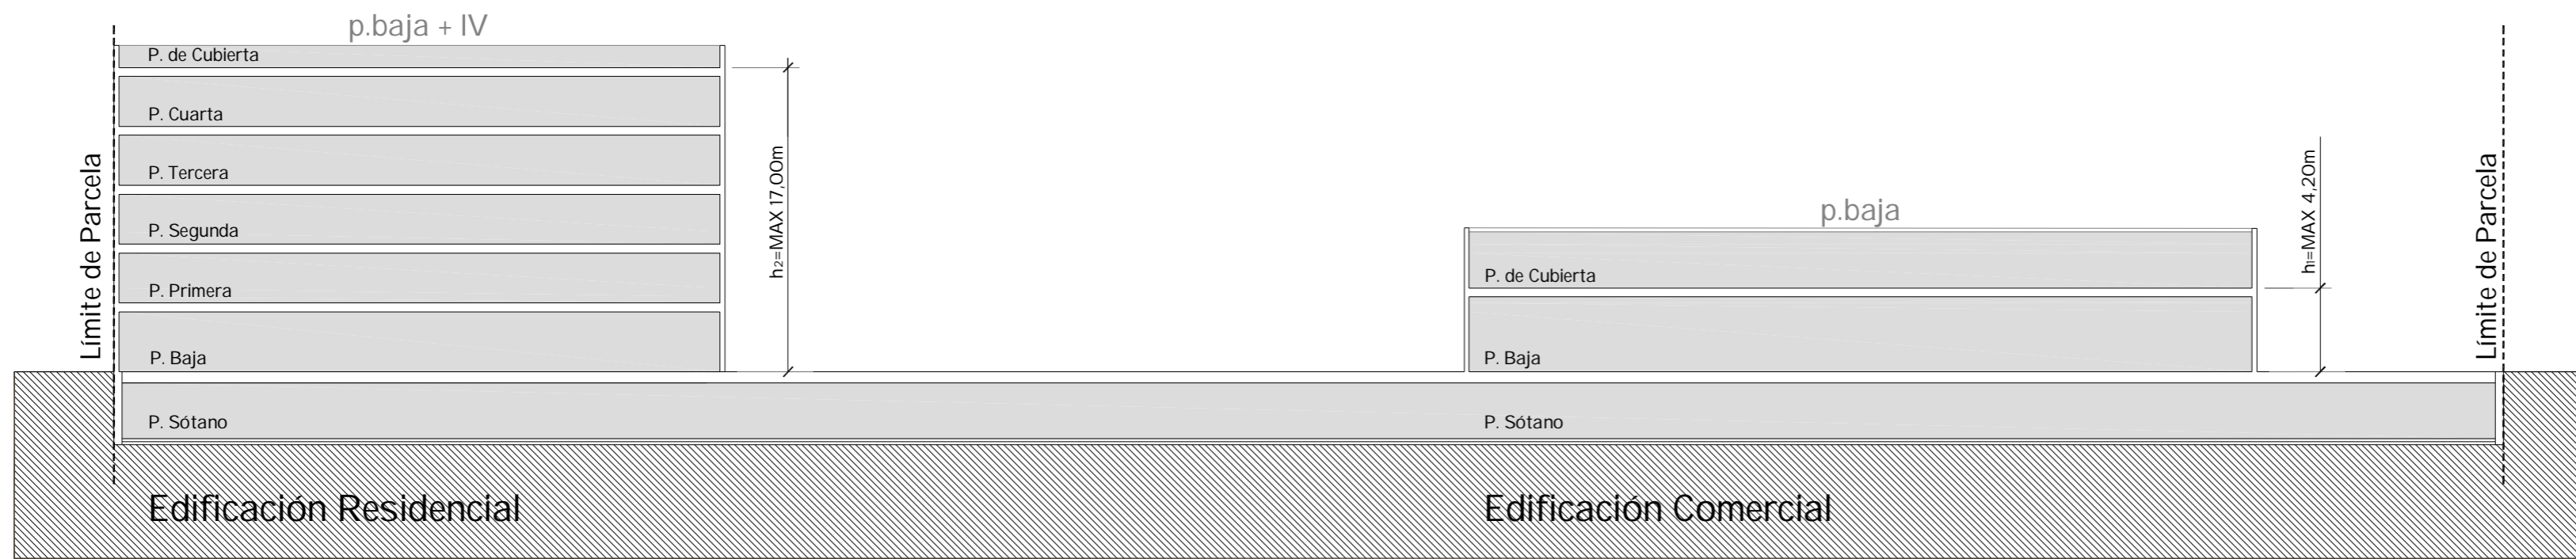 p.baja + IV
P. de Cubierta
P. Cuarta
P. Tercera
P. Segunda
P. Primera
P. Baja
P. Sótano
Límite de Parcela
h2=MAX 17,00m
Edificación Residencial
p.baja
P. de Cubierta
P. Baja
P. Sótano
h1=MAX 4,20m
Límite de Parcela
Edificación Comercial